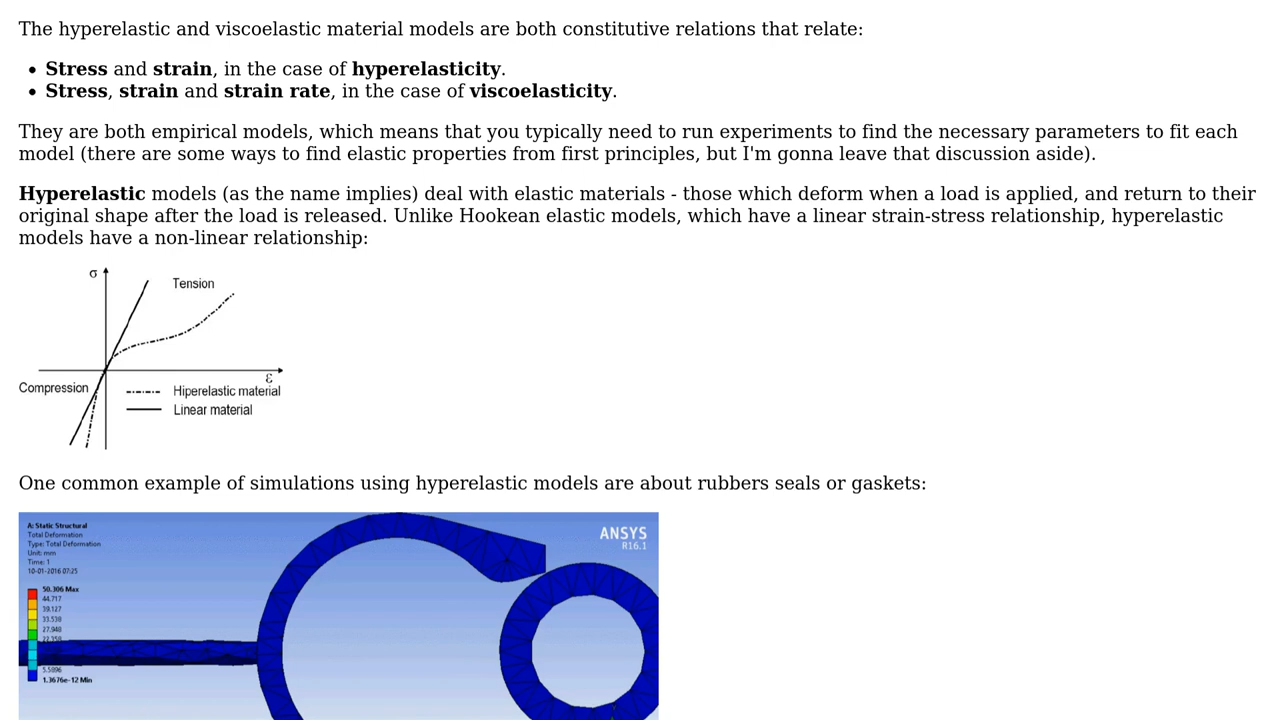 The hyperelastic and viscoelastic material models are both constitutive relations that relate:
• Stress and strain, in the case of hyperelasticity.
• Stress, strain and strain rate, in the case of viscoelasticity.
They are both empirical models, which means that you typically need to run experiments to find the necessary parameters to fit each
model (there are some ways to find elastic properties from first principles, but I'm gonna leave that discussion aside).
Hyperelastic models (as the name implies) deal with elastic materials - those which deform when a load is applied, and return to their
original shape after the load is released. Unlike Hookean elastic models, which have a linear strain-stress relationship, hyperelastic
models have a non-linear relationship:
σ
Tension
ε
Compression
Hiperelastic material
Linear material
One common example of simulations using hyperelastic models are about rubbers seals or gaskets:
A: Static Structural
Total Deformation
Type: Total Deformation
Unit: mm
Time: 1
10-01-2016 07:25
ANSYS
R16.1
50.306 Max
44.717
39.127
33.538
27.948
22.359
5.5896
1.3676e-12 Min